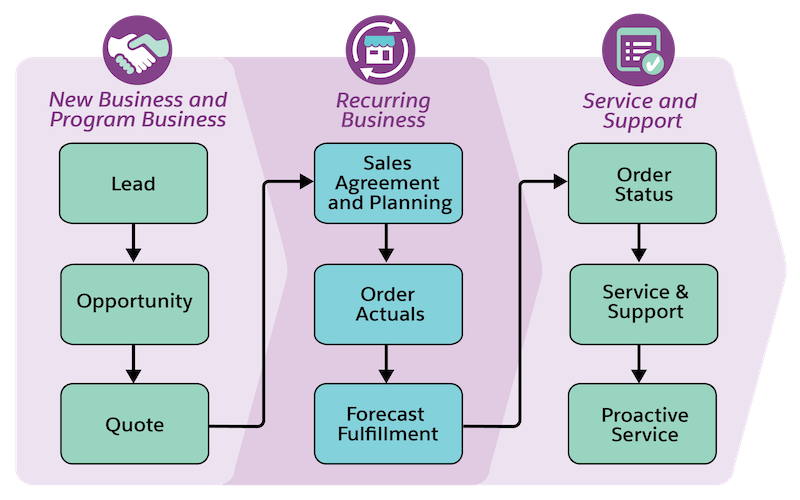 New Business and
Program Business
Lead
Opportunity
Quote
Recurring
Business
Sales
Agreement
and Planning
Order
Actuals
Forecast
Fulfillment
Service and
Support
Order
Status
Service &
Support
Proactive
Service